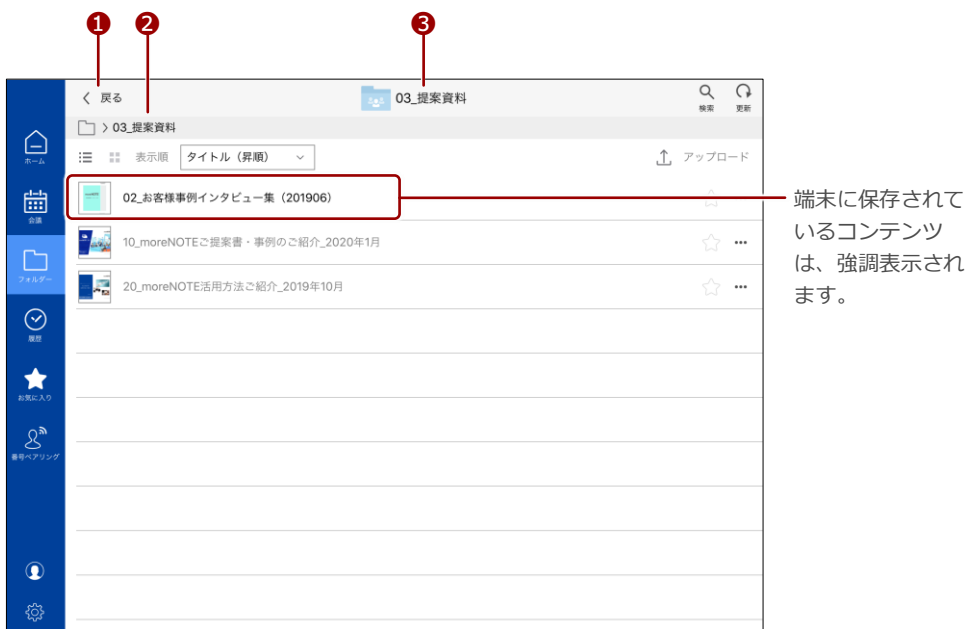 ❶ ❷ ❸
戻る
03_提案資料
検索
更新
03_提案資料
表示順 タイトル（昇順）
アップロード
02_お客様事例インタビュー集（201906）
10_moreNOTEご提案書・事例のご紹介_2020年1月
20_moreNOTE活用方法ご紹介_2019年10月
ホーム
会議
フォルダー
履歴
お気に入り
番号ペアリング
端末に保存されて
いるコンテンツ
は、強調表示され
ます。